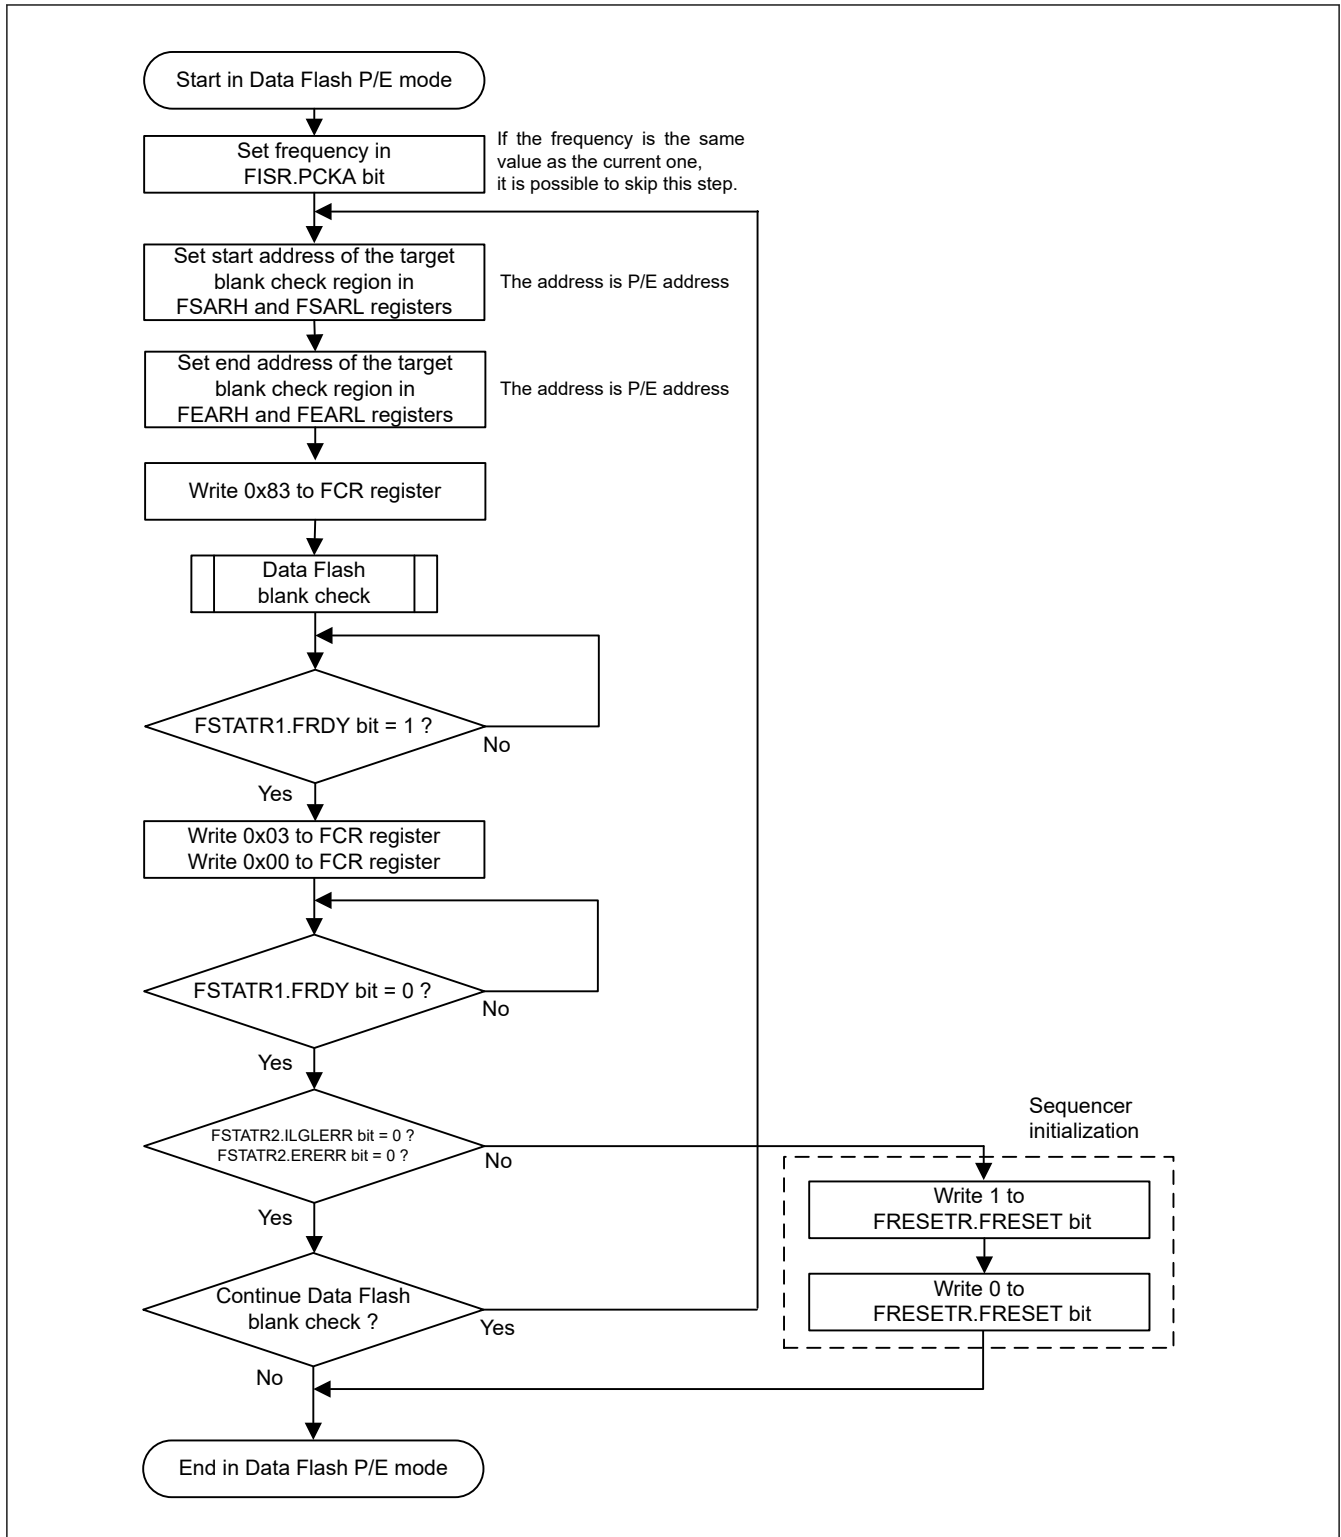 Start in Data Flash P/E mode
Set frequency in
FISR.PCKA bit
If the frequency is the same
value as the current one,
it is possible to skip this step.
Set start address of the target
blank check region in
FSARH and FSARL registers
The address is P/E address
Set end address of the target
blank check region in
FEARH and FEARL registers
The address is P/E address
Write 0x83 to FCR register
Data Flash
blank check
FSTATR1.FRDY bit = 1 ?
No
Yes
Write 0x03 to FCR register
Write 0x00 to FCR register
FSTATR1.FRDY bit = 0 ?
No
Yes
FSTATR2.ILGLERR bit = 0 ?
FSTATR2.ERERR bit = 0 ?
No
Yes
Sequencer
initialization
Write 1 to
FRESETR.FRESET bit
Write 0 to
FRESETR.FRESET bit
Continue Data Flash
blank check ?
Yes
No
End in Data Flash P/E mode